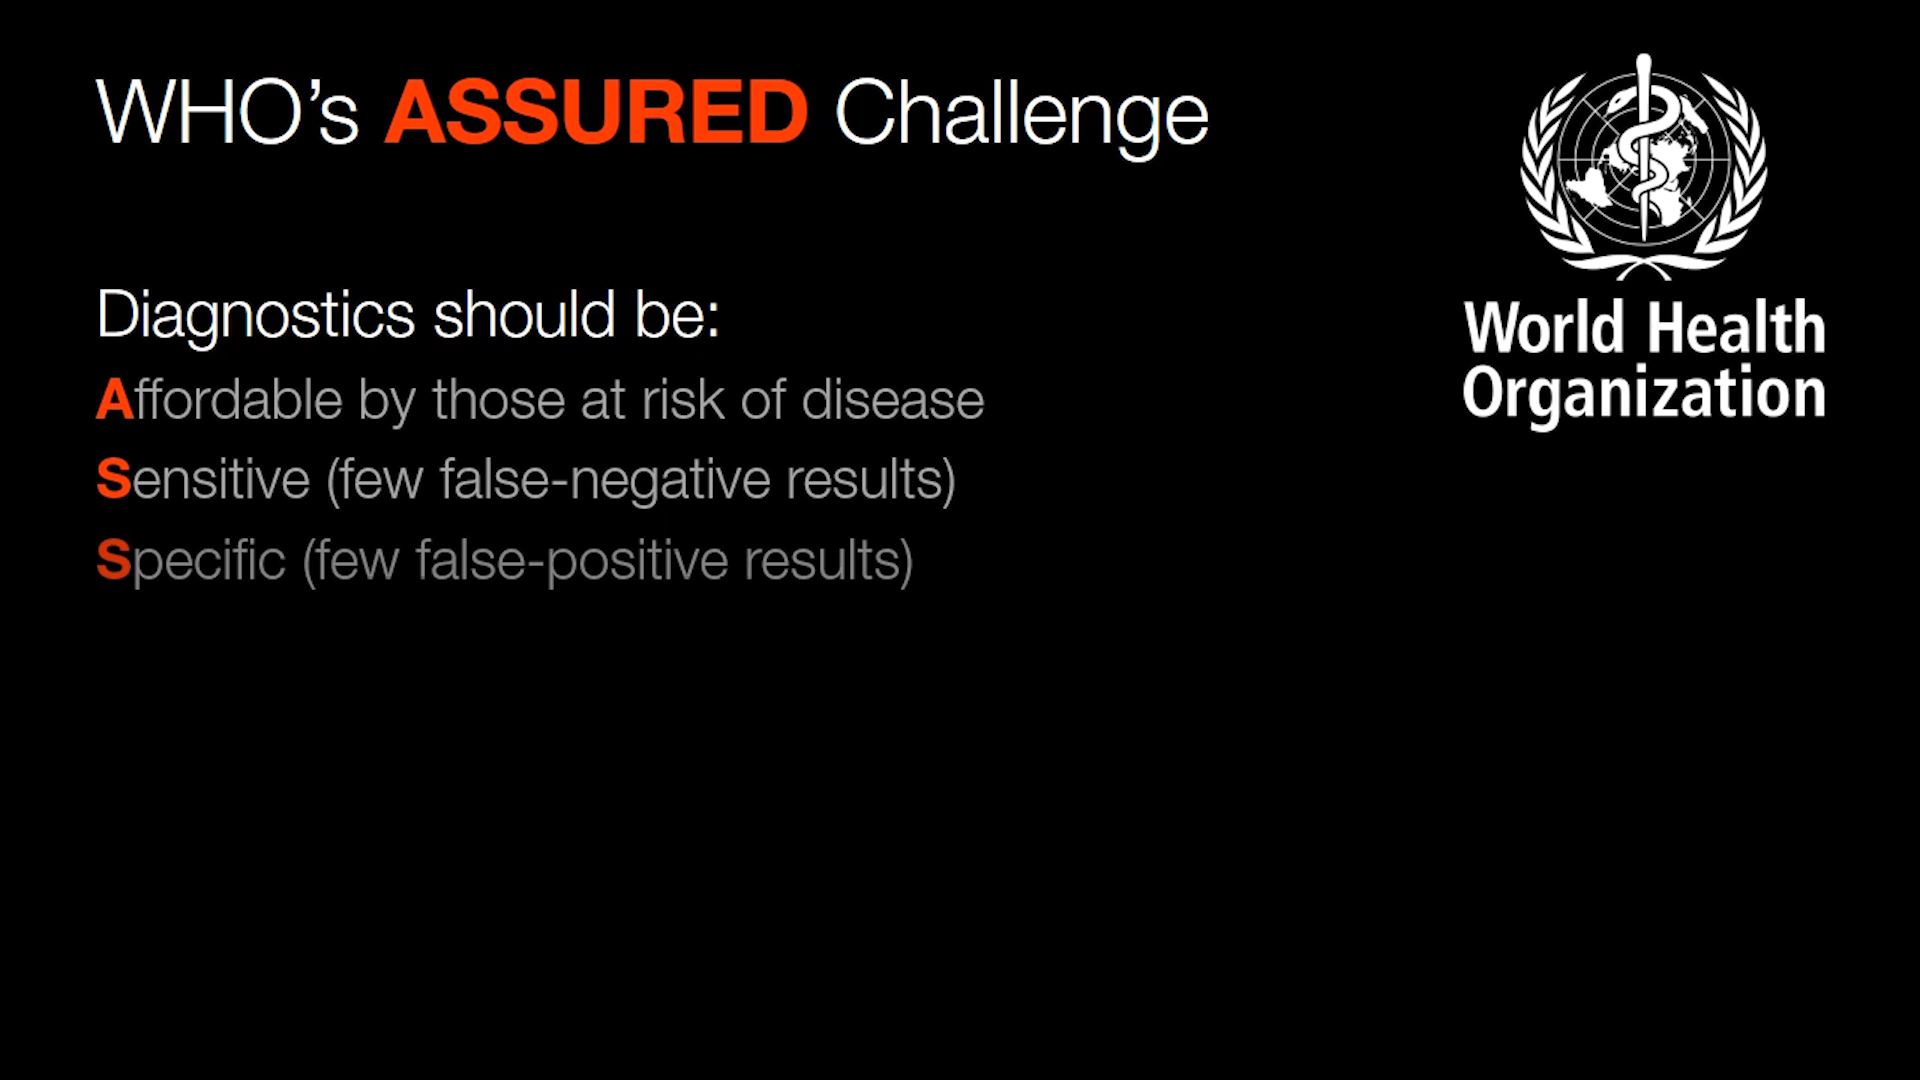 WHO's ASSURED Challenge
World Health
Organization
Diagnostics should be:
Affordable by those at risk of disease
Sensitive (few false-negative results)
Specific (few false-positive results)